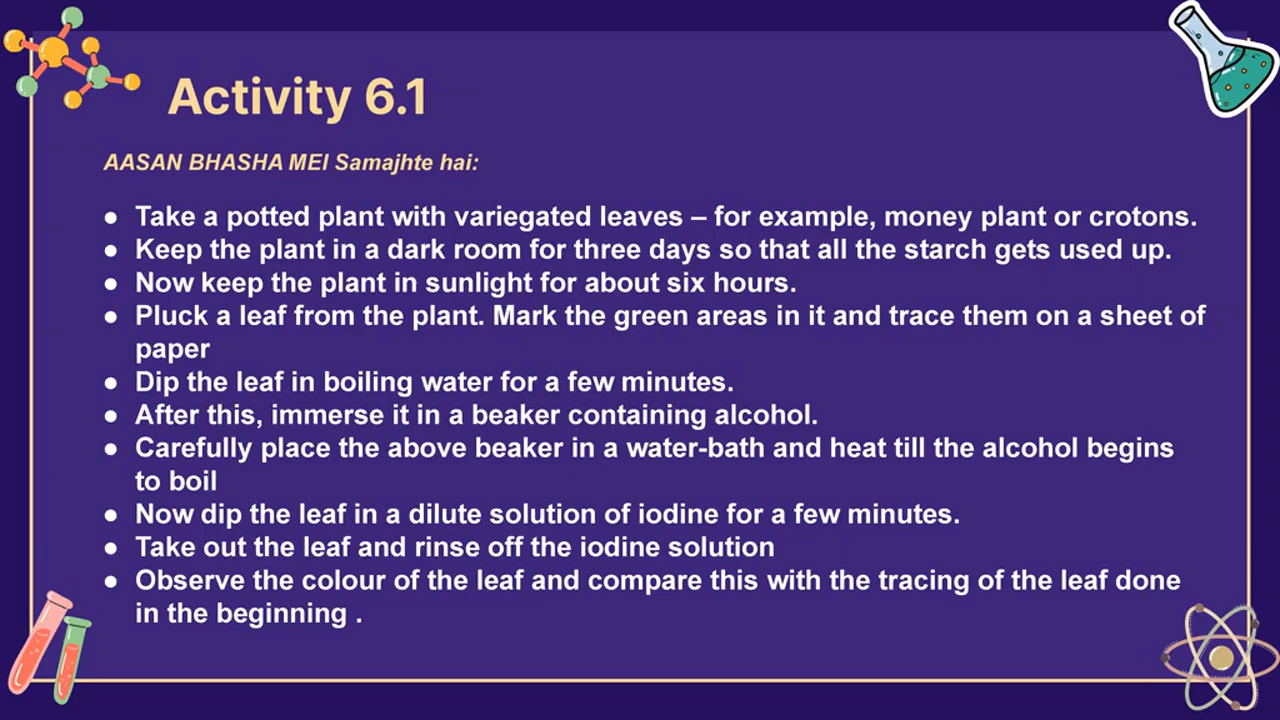 Activity 6.1
AASAN BHASHA MEI Samajhte hai:
● Take a potted plant with variegated leaves – for example, money plant or crotons.
● Keep the plant in a dark room for three days so that all the starch gets used up.
● Now keep the plant in sunlight for about six hours.
● Pluck a leaf from the plant. Mark the green areas in it and trace them on a sheet of
paper
● Dip the leaf in boiling water for a few minutes.
● After this, immerse it in a beaker containing alcohol.
● Carefully place the above beaker in a water-bath and heat till the alcohol begins
to boil
● Now dip the leaf in a dilute solution of iodine for a few minutes.
● Take out the leaf and rinse off the iodine solution
● Observe the colour of the leaf and compare this with the tracing of the leaf done
in the beginning .